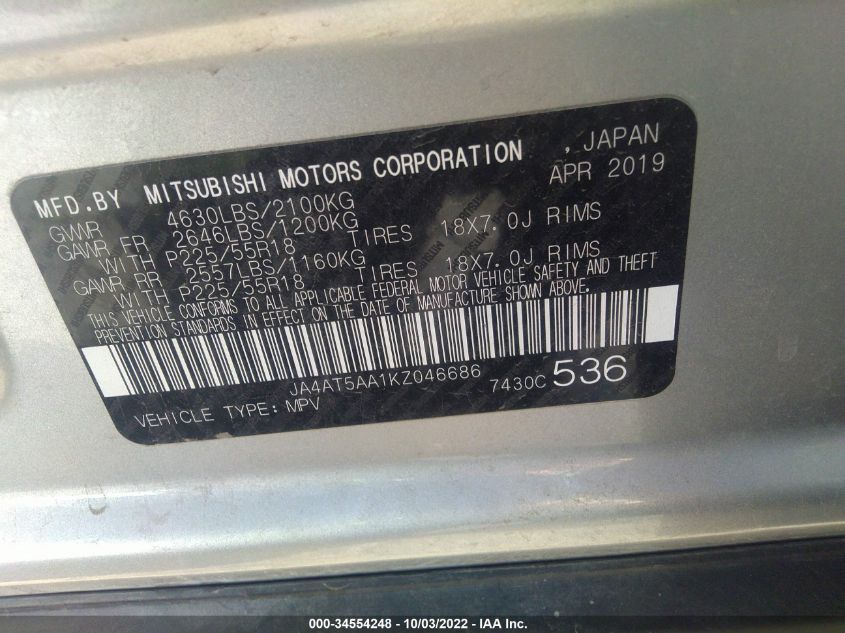 MFD.BY MITSUBISHI MOTORS CORPORATION , JAPAN
GVWR 4630LBS/2100KG APR 2019
GAWR FR 2646LBS/1200KG
WITH P225/55R18 TIRES 18X7.0J RIMS
GAWR RR 2557LBS/1160KG
WITH P225/55R18 TIRES 18X7.0J RIMS
THIS VEHICLE CONFORMS TO ALL APPLICABLE FEDERAL MOTOR VEHICLE SAFETY AND THEFT
PREVENTION STANDARDS IN EFFECT ON THE DATE OF MANUFACTURE SHOWN ABOVE.
JA4AT5AA1KZ046686 7430C 536
VEHICLE TYPE: MPV
000-34554248 - 10/03/2022 - IAA Inc.